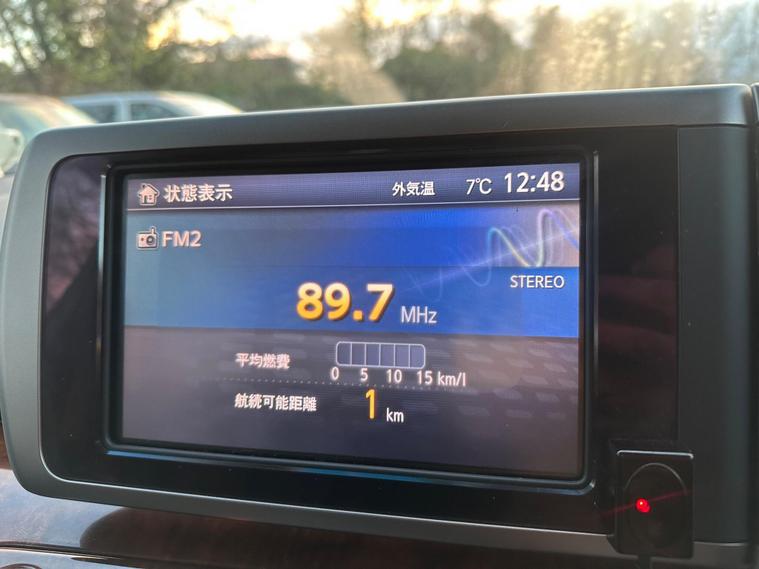 状態表示 外気温 7℃ 12:48
FM2
STEREO
89.7 MHz
平均燃費
0 5 10 15 km/l
航続可能距離 1 km